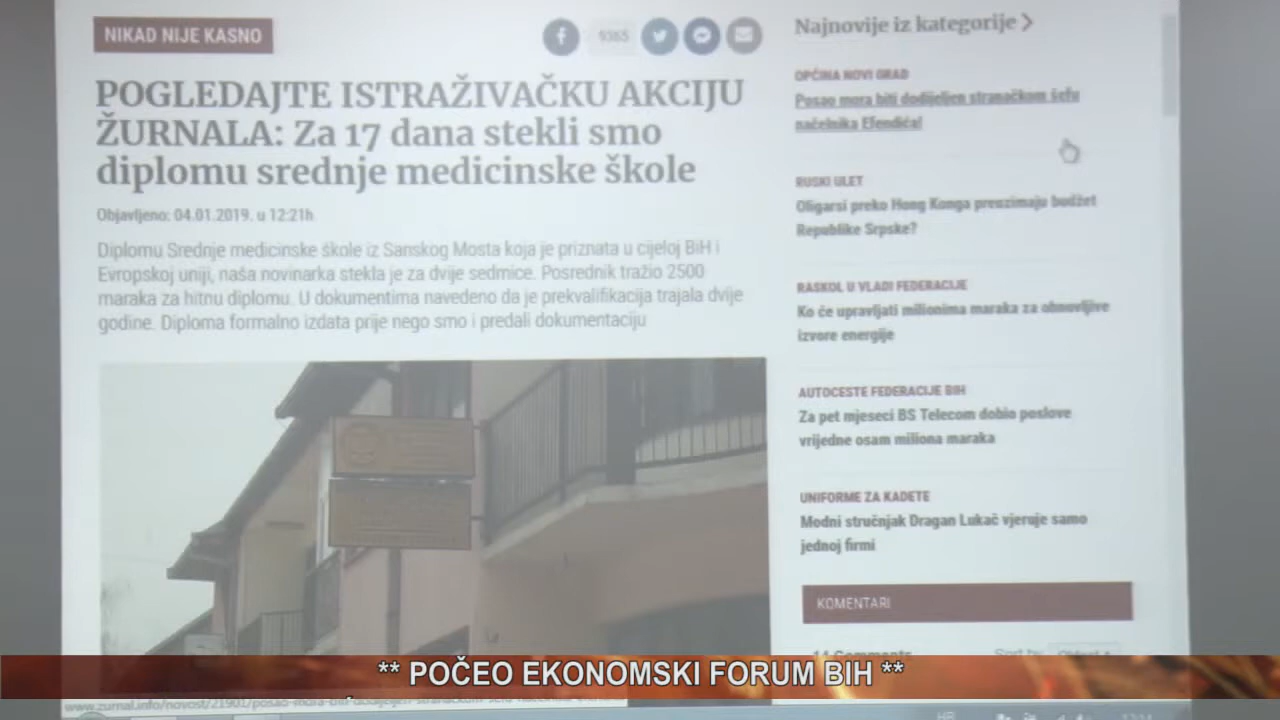 NIKAD NIJE KASNO
9365
POGLEDAJTE ISTRAŽIVAČKU AKCIJU
ŽURNALA: Za 17 dana stekli smo
diplomu srednje medicinske škole
Objavljeno: 04.01.2019. u 12:21h
Diplomu Srednje medicinske škole iz Sanskog Mosta koja je priznata u cijeloj BiH i
Evropskoj uniji, naša novinarka stekla je za dvije sedmice. Posrednik tražio 2500
maraka za hitnu diplomu. U dokumentima navedeno da je prekvalifikacija trajala dvije
godine. Diploma formalno izdata prije nego smo i predali dokumentaciju
Najnovije iz kategorije
OPĆINA NOVI GRAD
Posao mora biti dodijeljen stranačkom šefu
načelnika Efendića!
RUSKI ULET
Oligarsi preko Hong Konga preuzimaju budžet
Republike Srpske?
RASKOL U VLADI FEDERACIJE
Ko će upravljati milionima maraka za obnovljive
izvore energije
AUTOCESTE FEDERACIJE BIH
Za pet mjeseci BS Telecom dobio poslove
vrijedne osam miliona maraka
UNIFORME ZA KADETE
Modni stručnjak Dragan Lukač vjeruje samo
jednoj firmi
KOMENTARI
Comments
Sort by
** POČEO EKONOMSKI FORUM BIH **